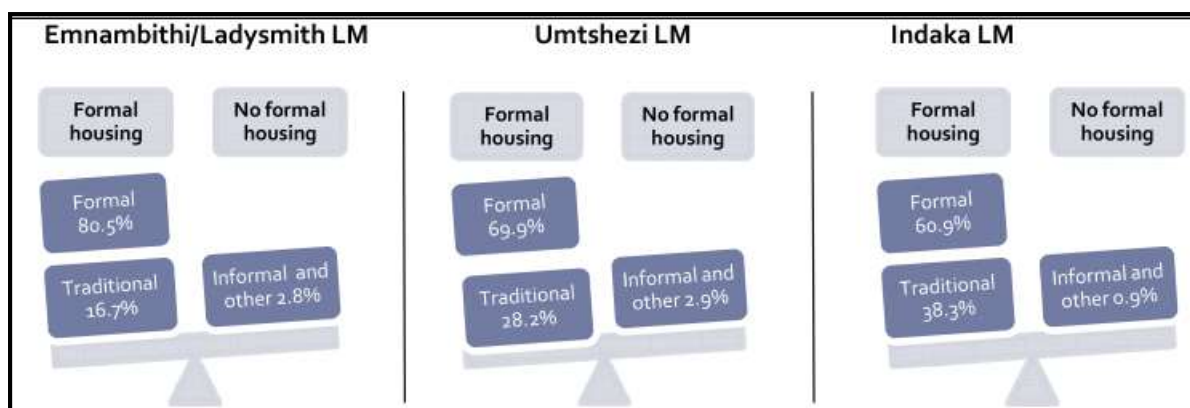 Emnambithi/Ladysmith LM
Formal
housing
No formal
housing
Formal
80.5%
Traditional
16.7%
Informal and
other 2.8%
Umtshezi LM
Formal
housing
No formal
housing
Formal
69.9%
Traditional
28.2%
Informal and
other 2.9%
Indaka LM
Formal
housing
No formal
housing
Formal
60.9%
Traditional
38.3%
Informal and
other 0.9%